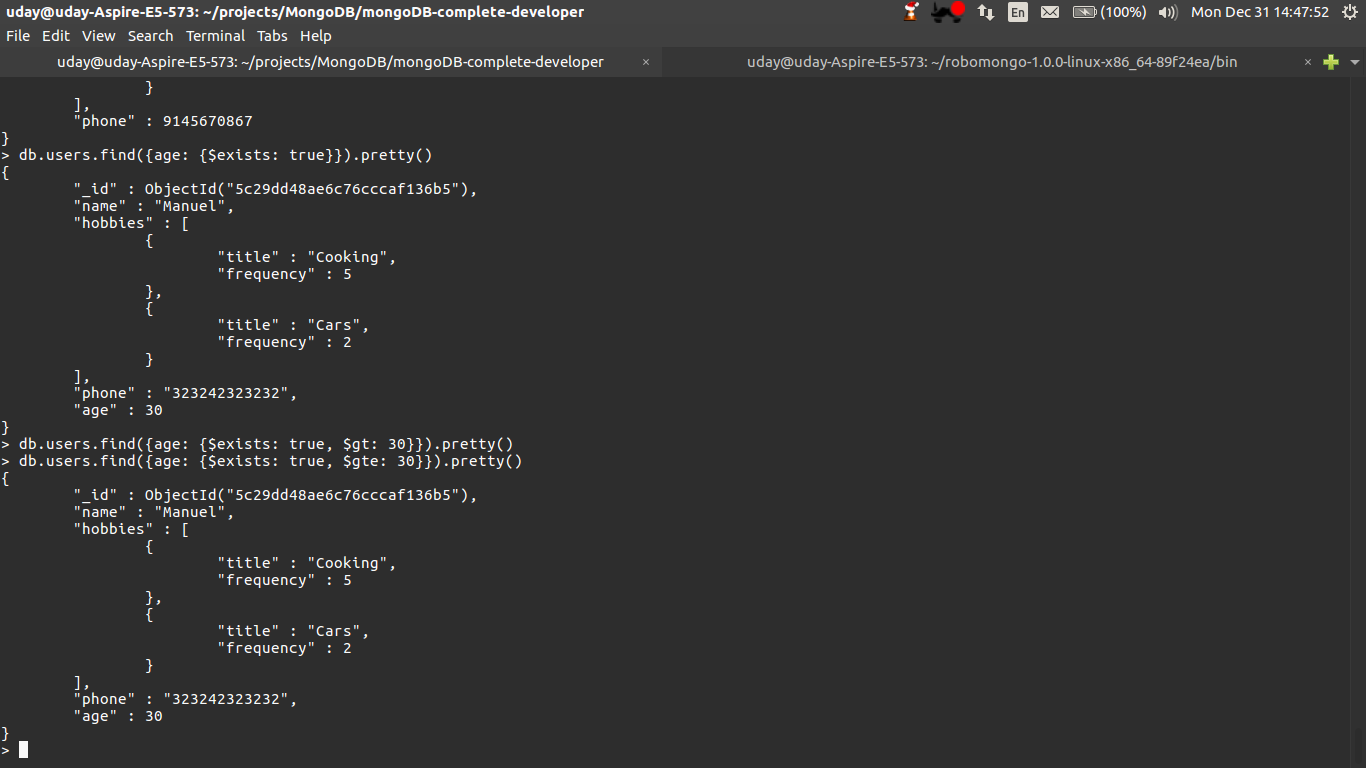 uday@uday-Aspire-E5-573: ~/projects/MongoDB/mongoDB-complete-developer
En (100%) Mon Dec 31 14:47:52
File Edit View Search Terminal Tabs Help
uday@uday-Aspire-E5-573: ~/projects/MongoDB/mongoDB-complete-developer × uday@uday-Aspire-E5-573: ~/robomongo-1.0.0-linux-x86_64-89f24ea/bin ×
                }
        ],
        "phone" : 9145670867
}
> db.users.find({age: {$exists: true}}).pretty()
{
        "_id" : ObjectId("5c29dd48ae6c76cccaf136b5"),
        "name" : "Manuel",
        "hobbies" : [
                {
                        "title" : "Cooking",
                        "frequency" : 5
                },
                {
                        "title" : "Cars",
                        "frequency" : 2
                }
        ],
        "phone" : "323242323232",
        "age" : 30
}
> db.users.find({age: {$exists: true, $gt: 30}}).pretty()
> db.users.find({age: {$exists: true, $gte: 30}}).pretty()
{
        "_id" : ObjectId("5c29dd48ae6c76cccaf136b5"),
        "name" : "Manuel",
        "hobbies" : [
                {
                        "title" : "Cooking",
                        "frequency" : 5
                },
                {
                        "title" : "Cars",
                        "frequency" : 2
                }
        ],
        "phone" : "323242323232",
        "age" : 30
}
>